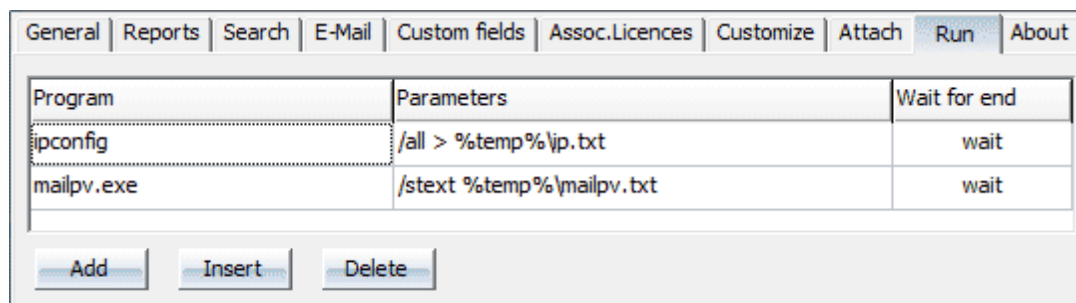 General Reports Search E-Mail Custom fields Assoc.Licences Customize Attach Run About
Program Parameters Wait for end
ipconfig /all > %temp%\ip.txt wait
mailpv.exe /stext %temp%\mailpv.txt wait
Add Insert Delete